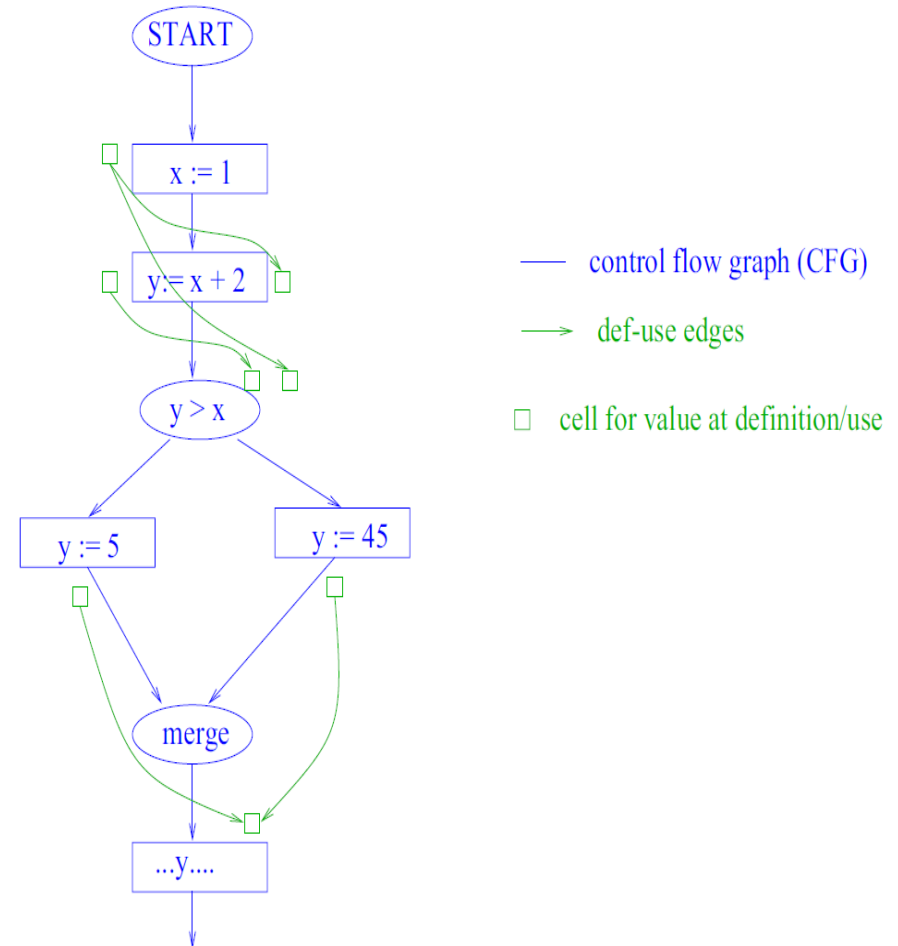 START
x := 1
y:= x + 2
control flow graph (CFG)
def-use edges
y > x
cell for value at definition/use
y := 5
y := 45
merge
...y....